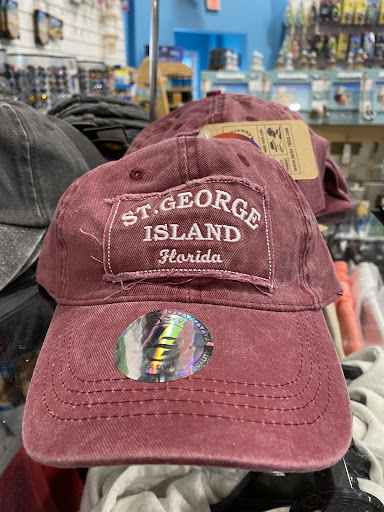 ST. GEORGE
ISLAND
Florida